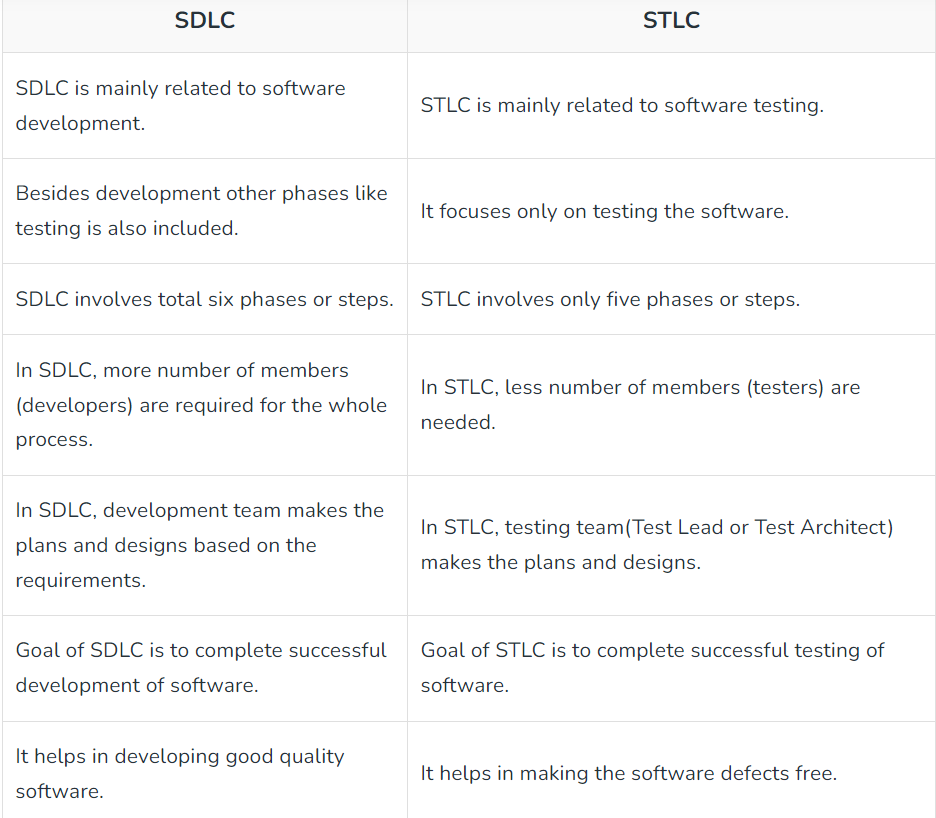 SDLC
STLC
SDLC is mainly related to software
development.
STLC is mainly related to software testing.
Besides development other phases like
testing is also included.
It focuses only on testing the software.
SDLC involves total six phases or steps.
STLC involves only five phases or steps.
In SDLC, more number of members
(developers) are required for the whole
process.
In STLC, less number of members (testers) are
needed.
In SDLC, development team makes the
plans and designs based on the
requirements.
In STLC, testing team(Test Lead or Test Architect)
makes the plans and designs.
Goal of SDLC is to complete successful
development of software.
Goal of STLC is to complete successful testing of
software.
It helps in developing good quality
software.
It helps in making the software defects free.